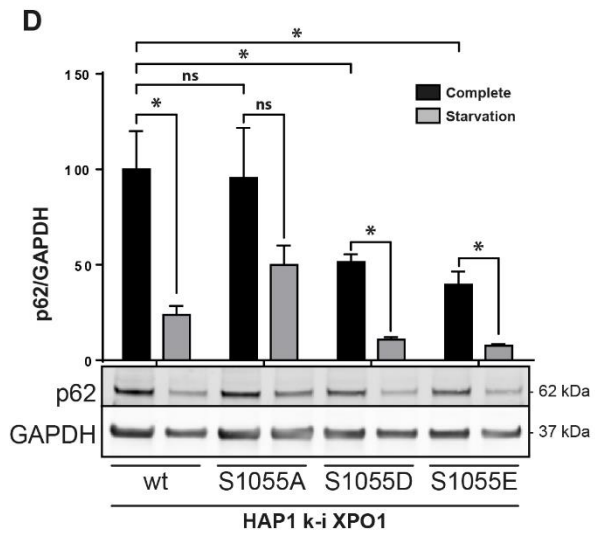 D
*
*
ns
* ns
* *
150
100
50
0
p62/GAPDH
Complete
Starvation
p62 - 62 kDa
GAPDH - 37 kDa
wt S1055A S1055D S1055E
HAP1 k-i XPO1